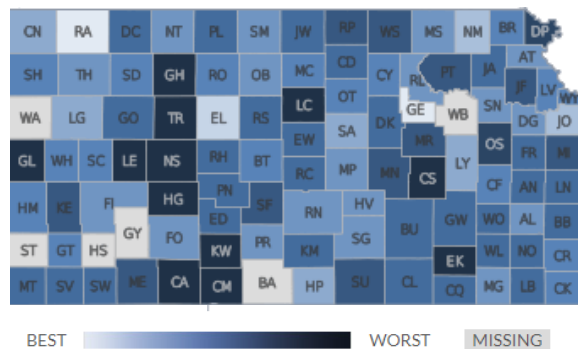 CN RA DC NT PL SM JW RP WS MS NM BR DP
SH TH SD GH RO OB MC CD CY RL PT JA AT
WA LG GO TR EL RS LC OT DK GE WB SN JF LV WY
GL WH SC LE NS RH BT EW SA MR OS DG JO
HM KE FI HG PN SF RC MP MN CS LY FR MI
ST GT HS GY FO ED PR RN HV BU GW CF AN LN
MT SV SW ME CA KW BA KM SG CL EK WO AL BB
CM HP SU CQ WL NO CR
MG LB CK
BEST WORST MISSING